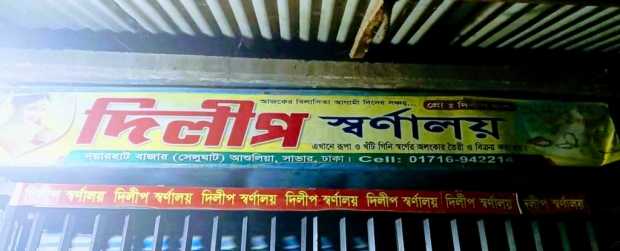 আজকের বিলাসিতা আগামী দিনের সঞ্চয়...
প্রোঃ দিলীপ
দিলীপ স্বর্ণালয়
এখানে রূপা ও খাঁটি গিনি স্বর্ণের অলংকার তৈরী ও বিক্রয় করা হয়।
নয়ারহাট বাজার (সেনুঘাট) আশুলিয়া, সাভার, ঢাকা। Cell: 01716-942214
দিলীপ স্বর্ণালয় দিলীপ স্বর্ণালয় দিলীপ স্বর্ণালয় দিলীপ স্বর্ণালয় দিলীপ স্বর্ণালয় দিলীপ স্বর্ণালয়